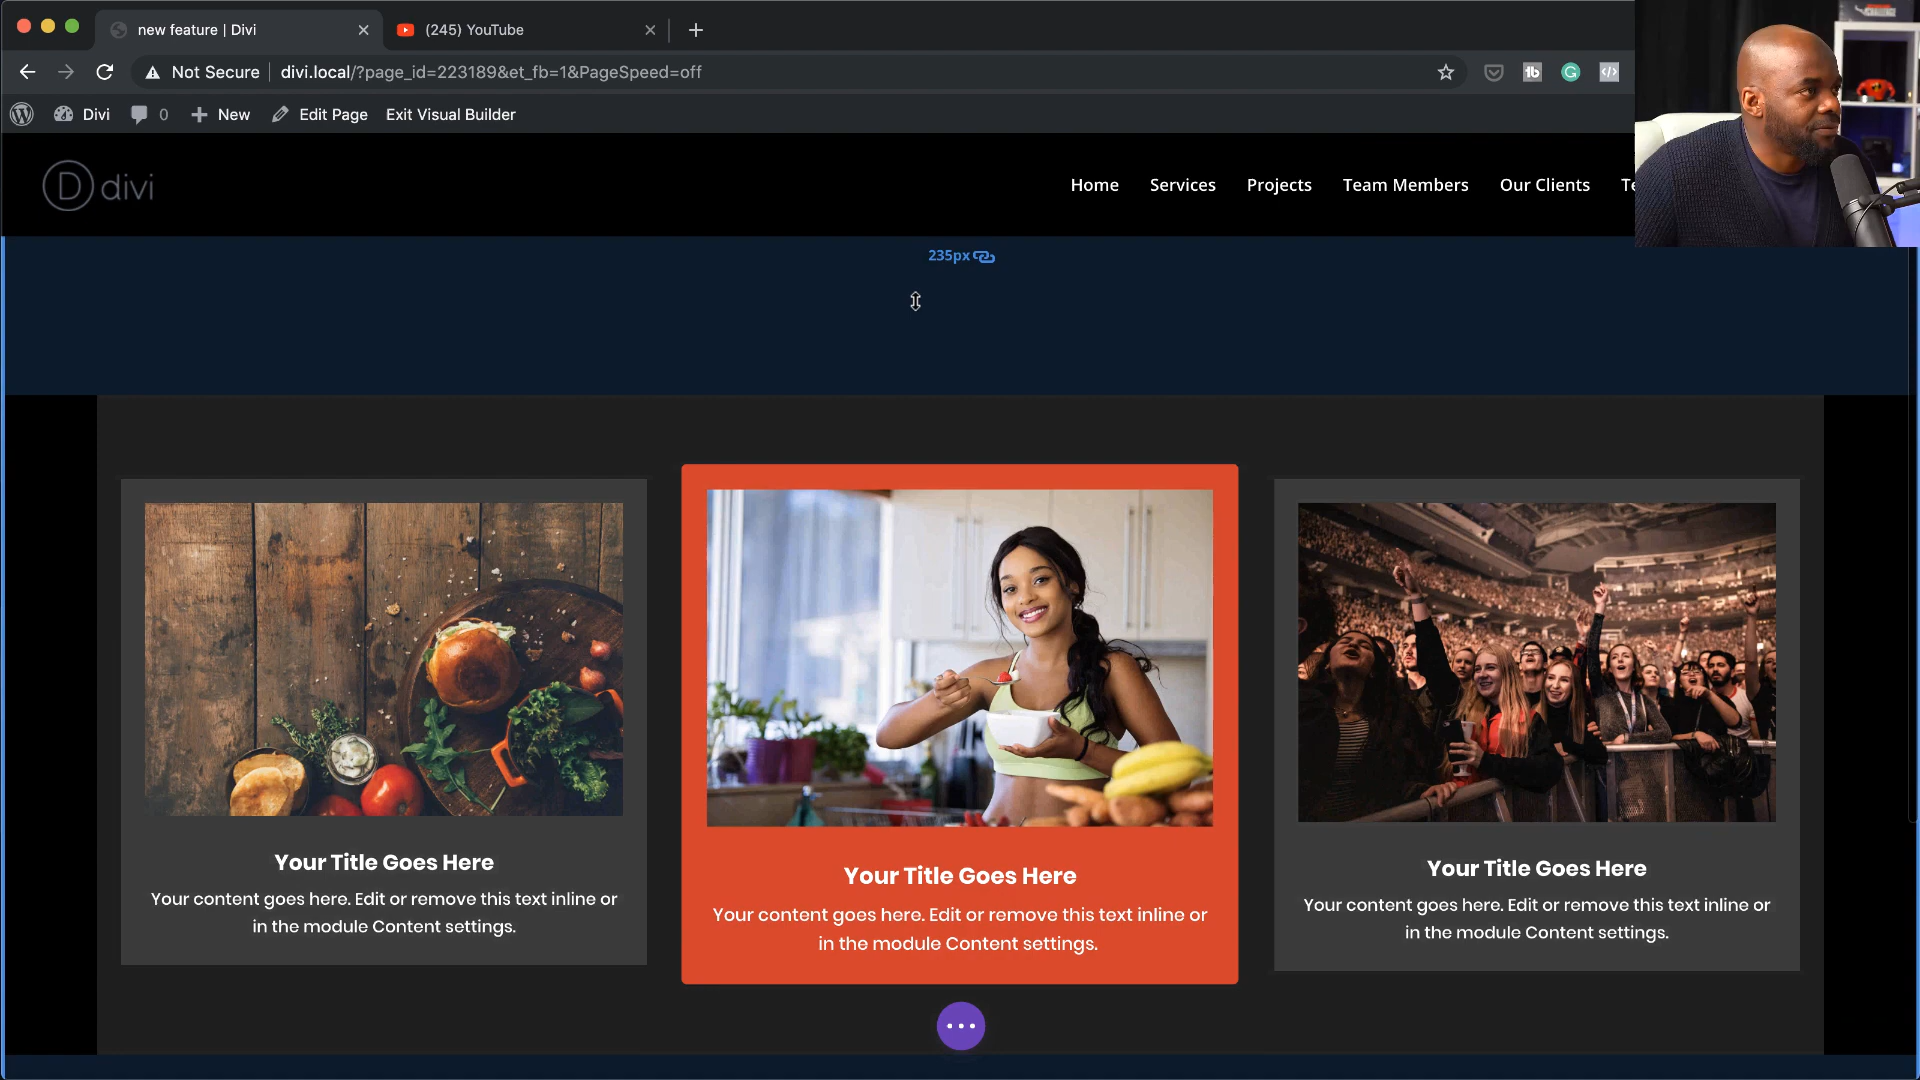 new feature | Divi
(245) YouTube
Not Secure
divi.local/?page_id=223189&et_fb=1&PageSpeed=off
Divi
0
New
Edit Page
Exit Visual Builder
D divi
Home
Services
Projects
Team Members
Our Clients
235px
Your Title Goes Here
Your content goes here. Edit or remove this text inline or
in the module Content settings.
Your Title Goes Here
Your content goes here. Edit or remove this text inline or
in the module Content settings.
Your Title Goes Here
Your content goes here. Edit or remove this text inline or
in the module Content settings.